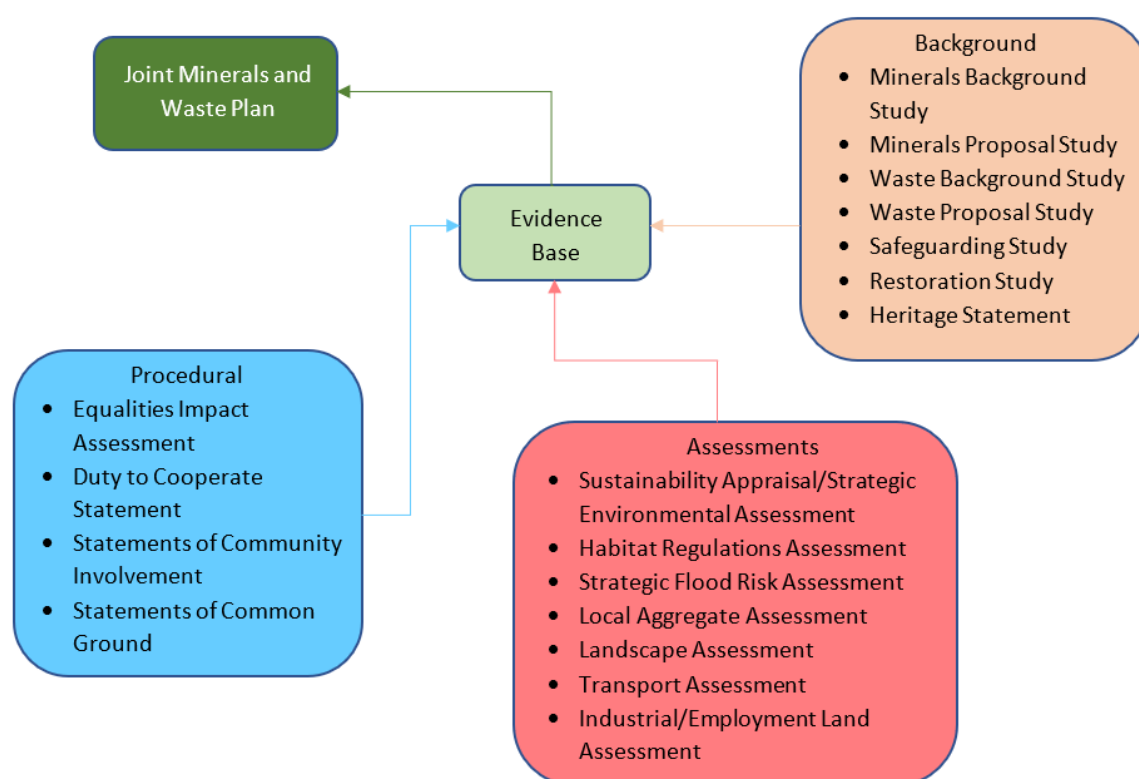 Joint Minerals and
Waste Plan
Evidence
Base
Background
• Minerals Background
Study
• Minerals Proposal Study
• Waste Background Study
• Waste Proposal Study
• Safeguarding Study
• Restoration Study
• Heritage Statement
Procedural
• Equalities Impact
Assessment
• Duty to Cooperate
Statement
• Statements of Community
Involvement
• Statements of Common
Ground
Assessments
• Sustainability Appraisal/Strategic
Environmental Assessment
• Habitat Regulations Assessment
• Strategic Flood Risk Assessment
• Local Aggregate Assessment
• Landscape Assessment
• Transport Assessment
• Industrial/Employment Land
Assessment